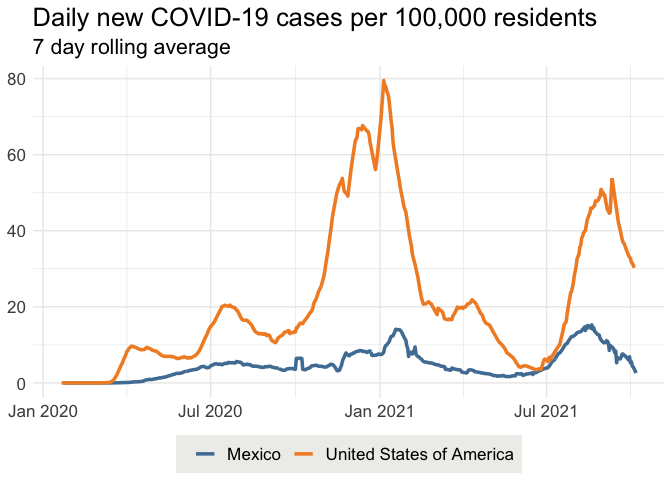 Daily new COVID-19 cases per 100,000 residents
7 day rolling average
80
60
40
20
0
Jan 2020 Jul 2020 Jan 2021 Jul 2021
Mexico United States of America